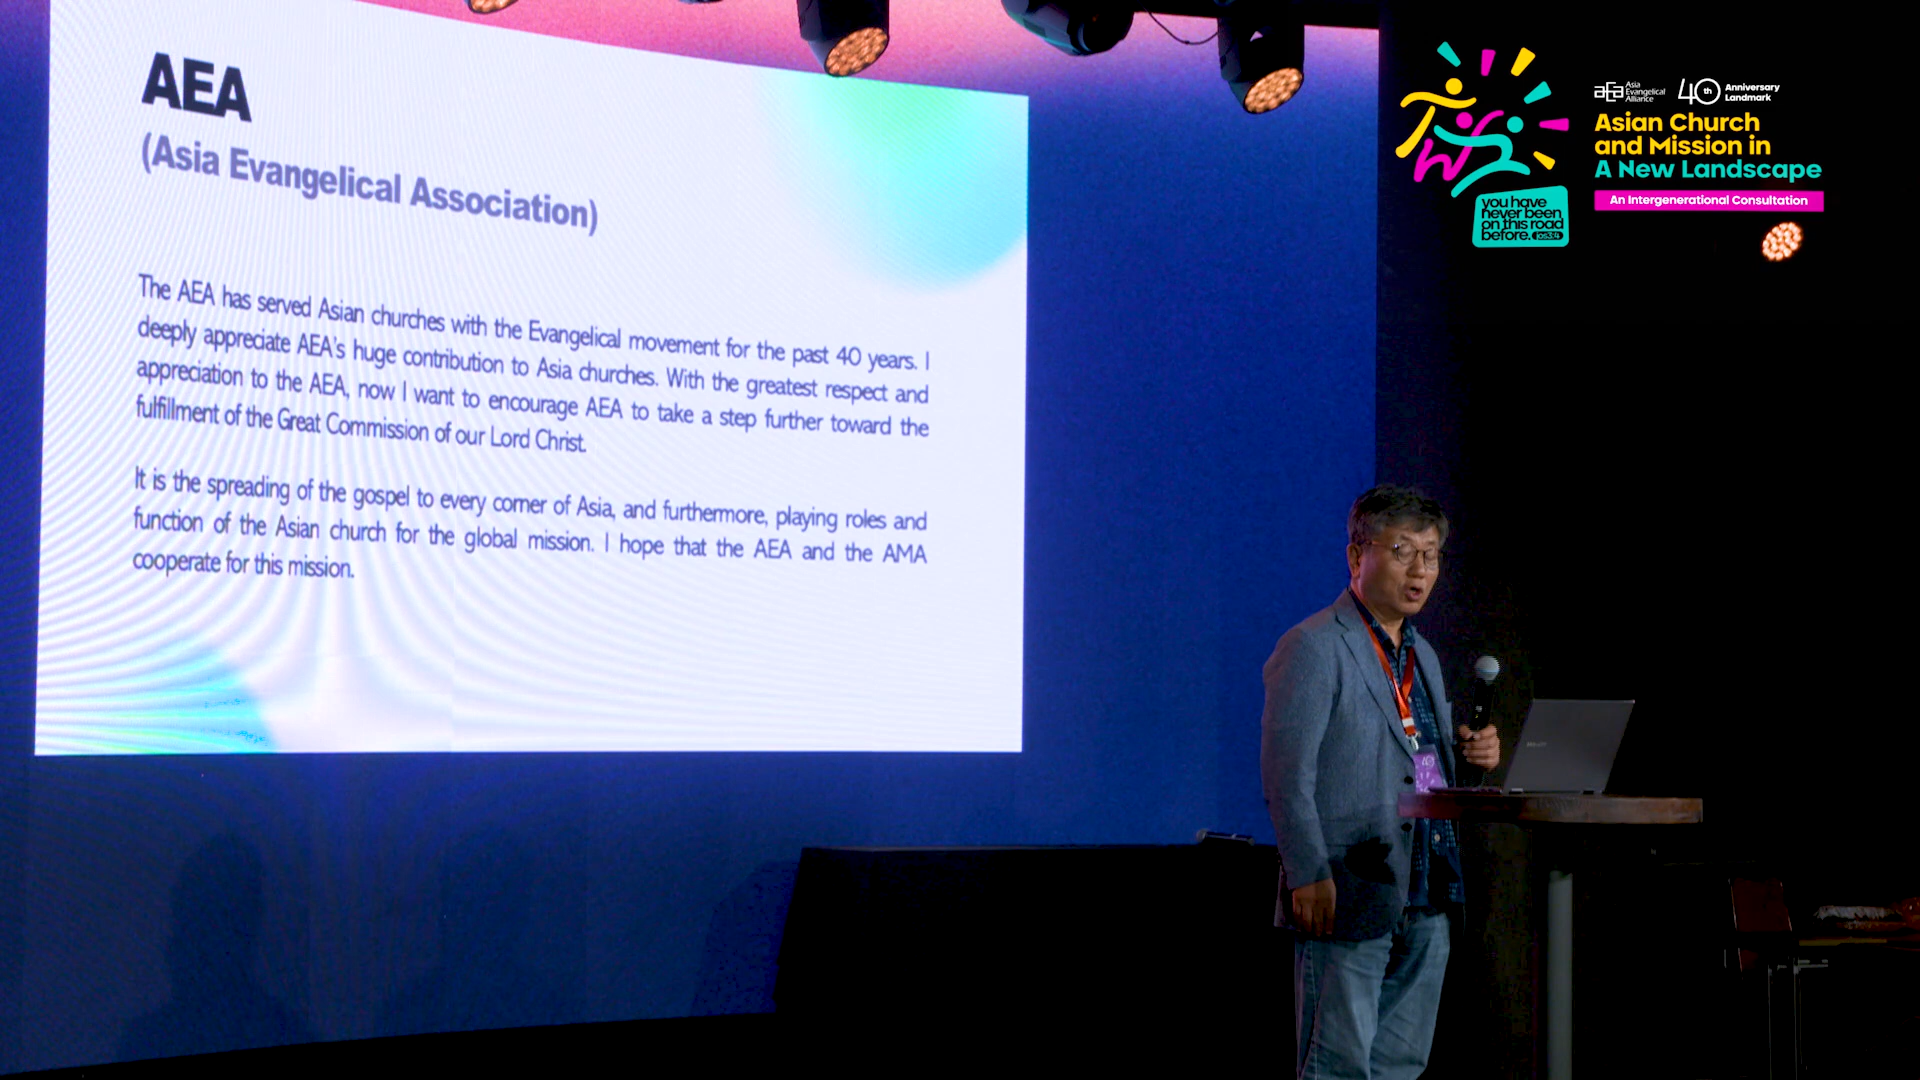 AEA
(Asia Evangelical Association)
The AEA has served Asian churches with the Evangelical movement for the past 40 years. I
deeply appreciate AEA's huge contribution to Asia churches. With the greatest respect and
appreciation to the AEA, now I want to encourage AEA to take a step further toward the
fulfillment of the Great Commission of our Lord Christ.
It is the spreading of the gospel to every corner of Asia, and furthermore, playing roles and
function of the Asian church for the global mission. I hope that the AEA and the AMA
cooperate for this mission.
aEa Asia
Evangelical
Alliance
40th Anniversary
Landmark
Asian Church
and Mission in
A New Landscape
An Intergenerational Consultation
you have
never been
on this road
before. jos3:4